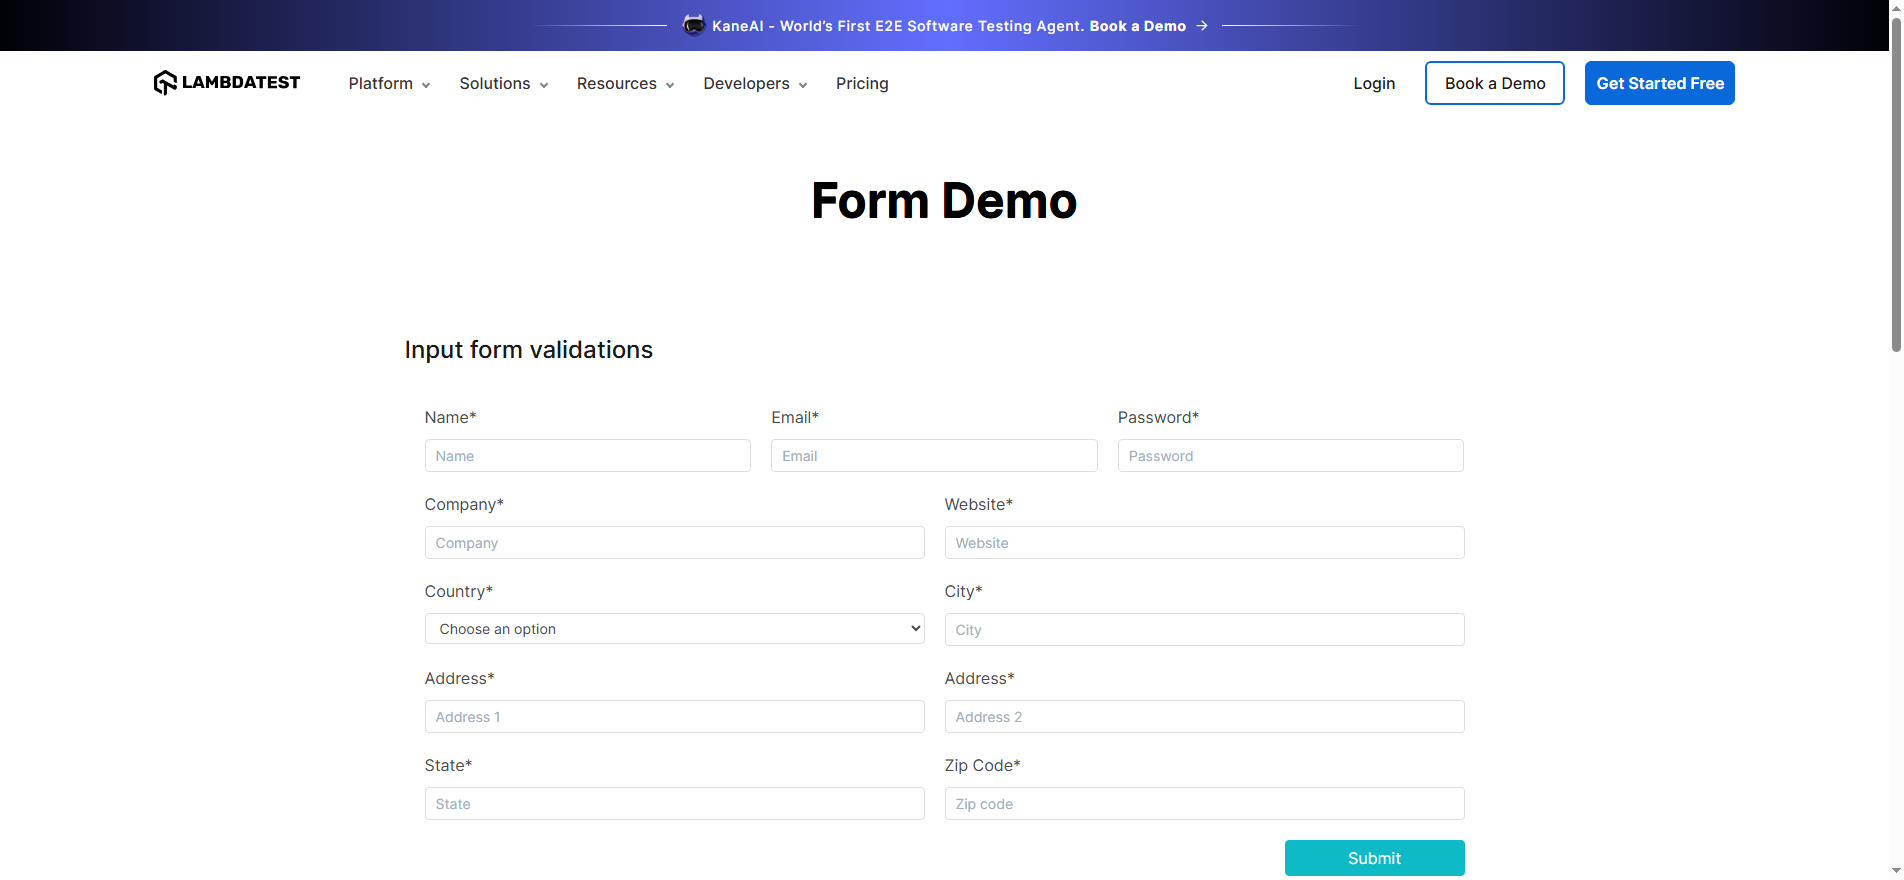 KaneAI - World's First E2E Software Testing Agent. Book a Demo →
LAMBDATEST Platform Solutions Resources Developers Pricing Login Book a Demo Get Started Free
Form Demo
Input form validations
Name* Email* Password*
Name Email Password
Company* Website*
Company Website
Country* City*
Choose an option City
Address* Address*
Address 1 Address 2
State* Zip Code*
State Zip code
Submit